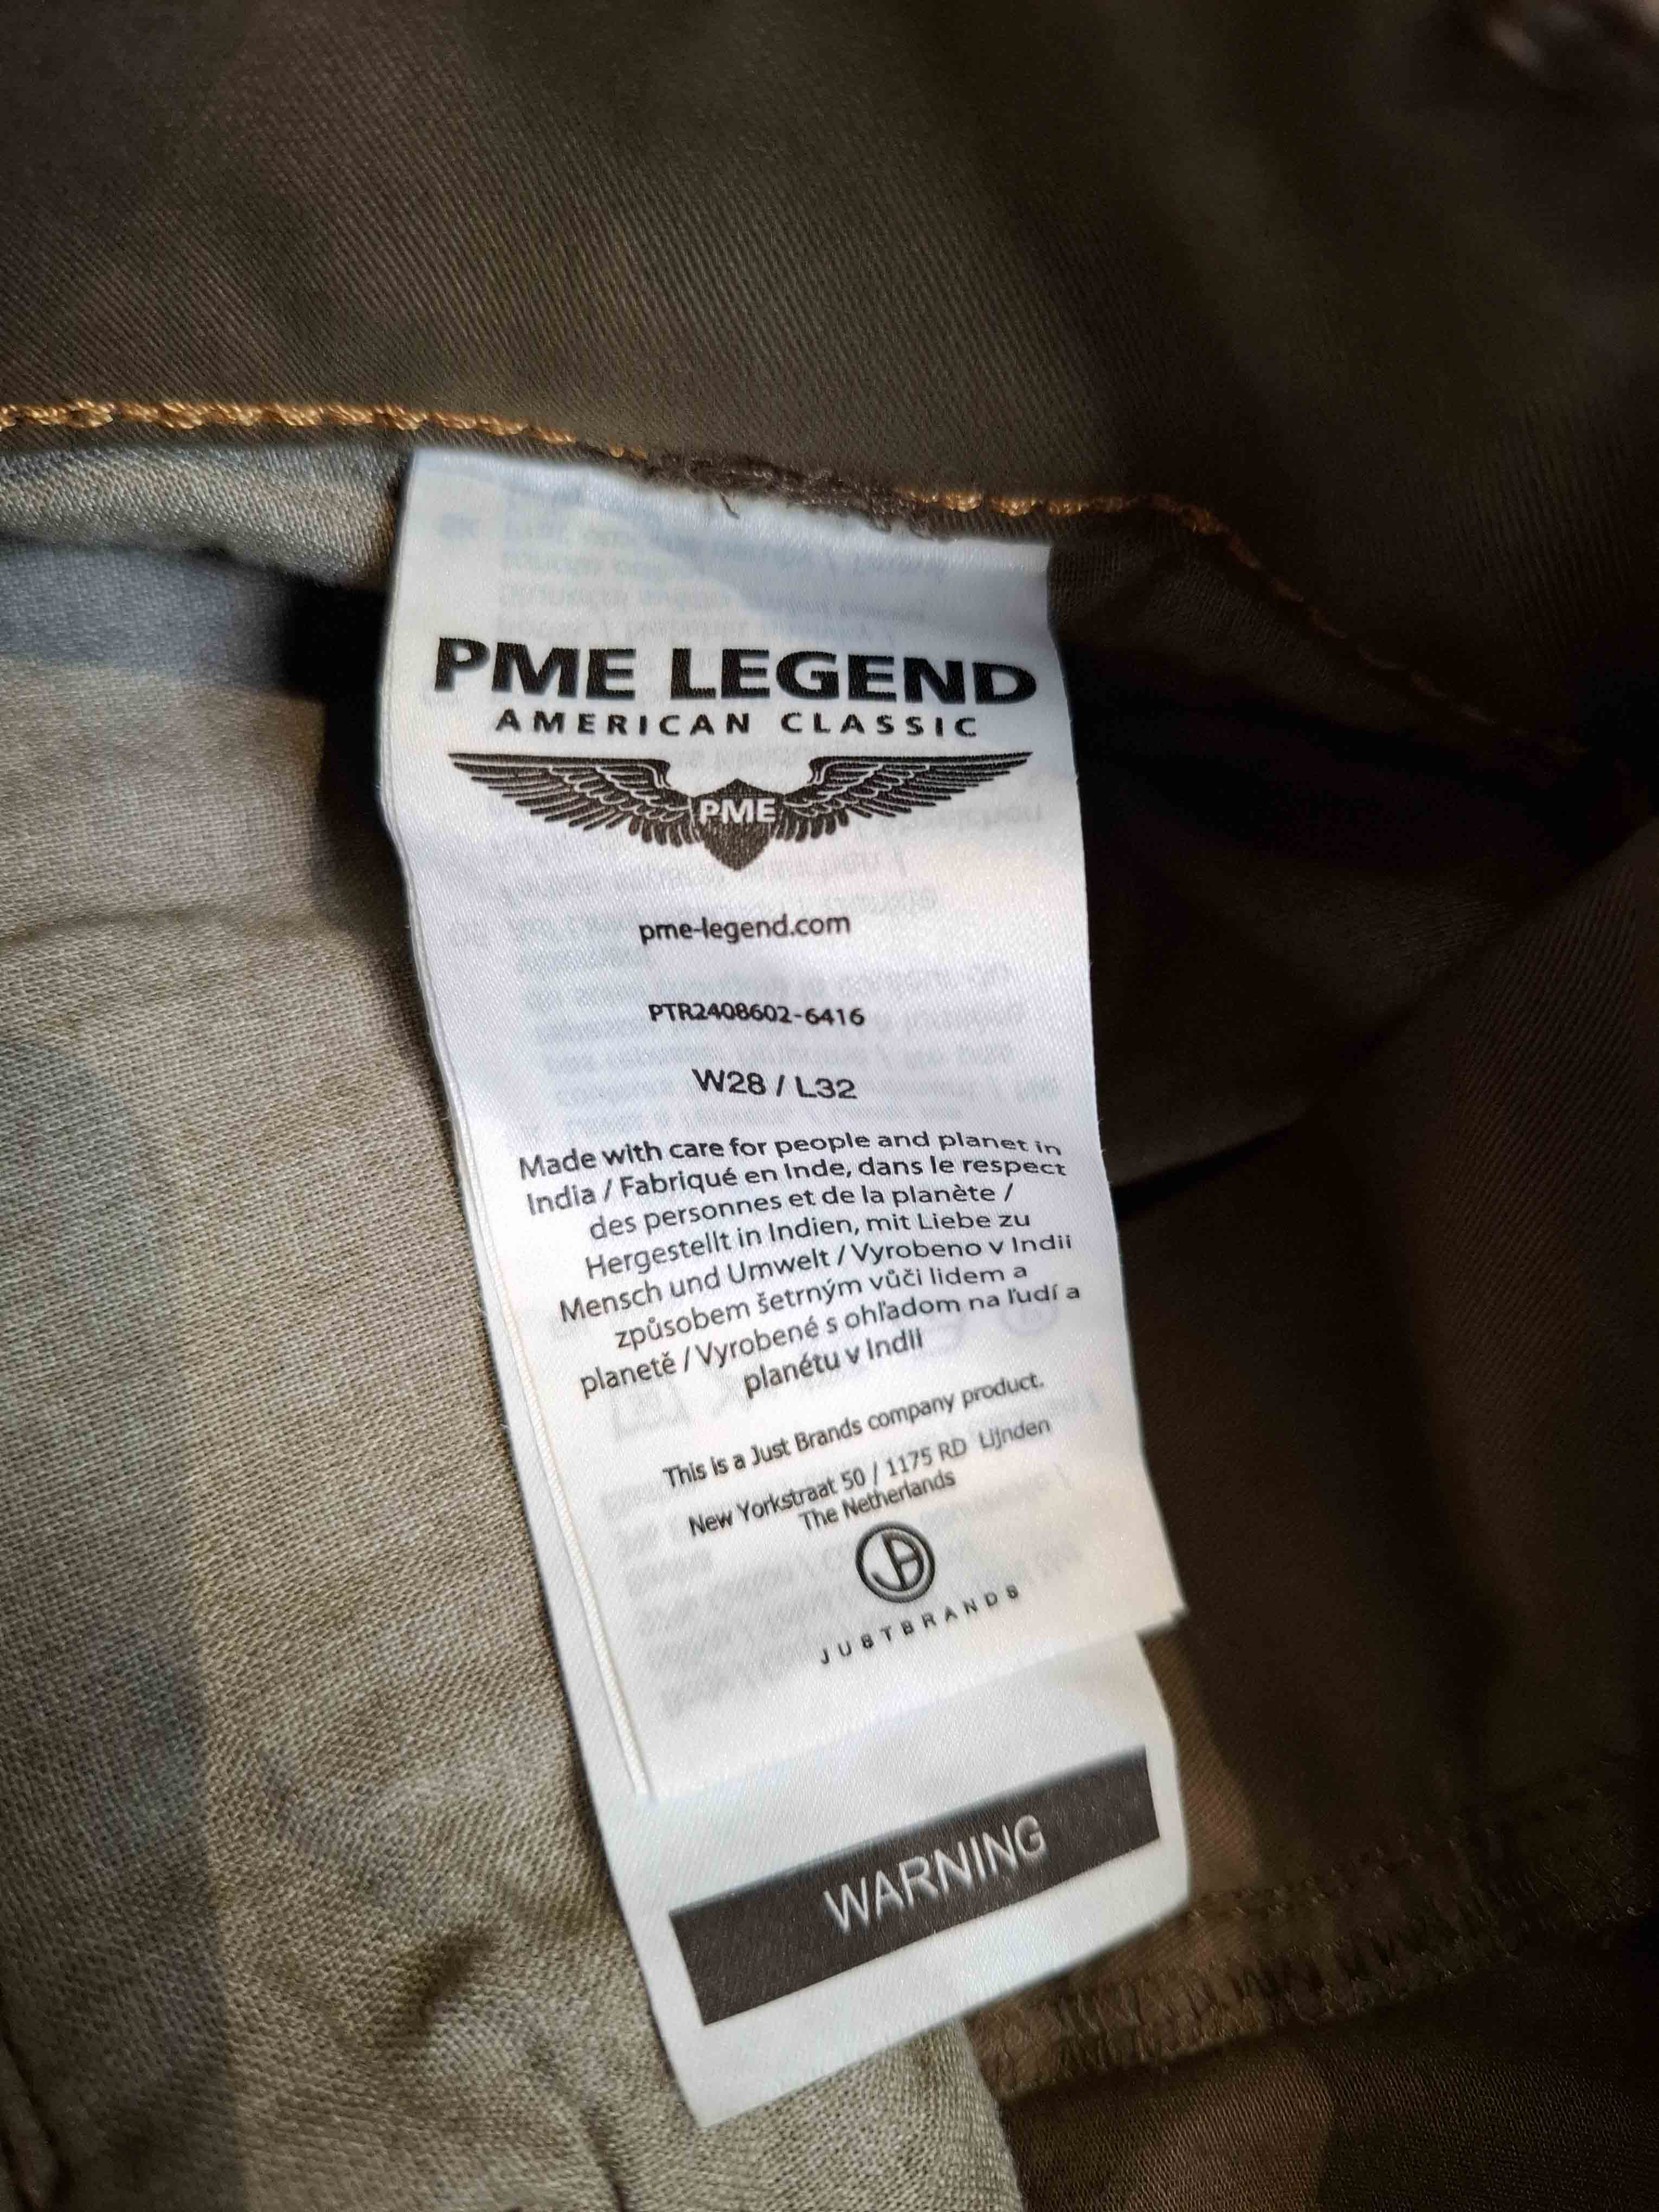 PME LEGEND
AMERICAN CLASSIC
PME
pme-legend.com
PTR2408602-6416
W28 / L32
Made with care for people and planet in
India / Fabriqué en Inde, dans le respect
des personnes et de la planète /
Hergestellt in Indien, mit Liebe zu
Mensch und Umwelt / Vyrobeno v Indii
způsobem šetrným vůči lidem a
planetě / Vyrobené s ohľadom na ľudí a
planétu v Indii
This is a Just Brands company product.
New Yorkstraat 50 / 1175 RD Lijnden
The Netherlands
JB
JUSTBRANDS
WARNING